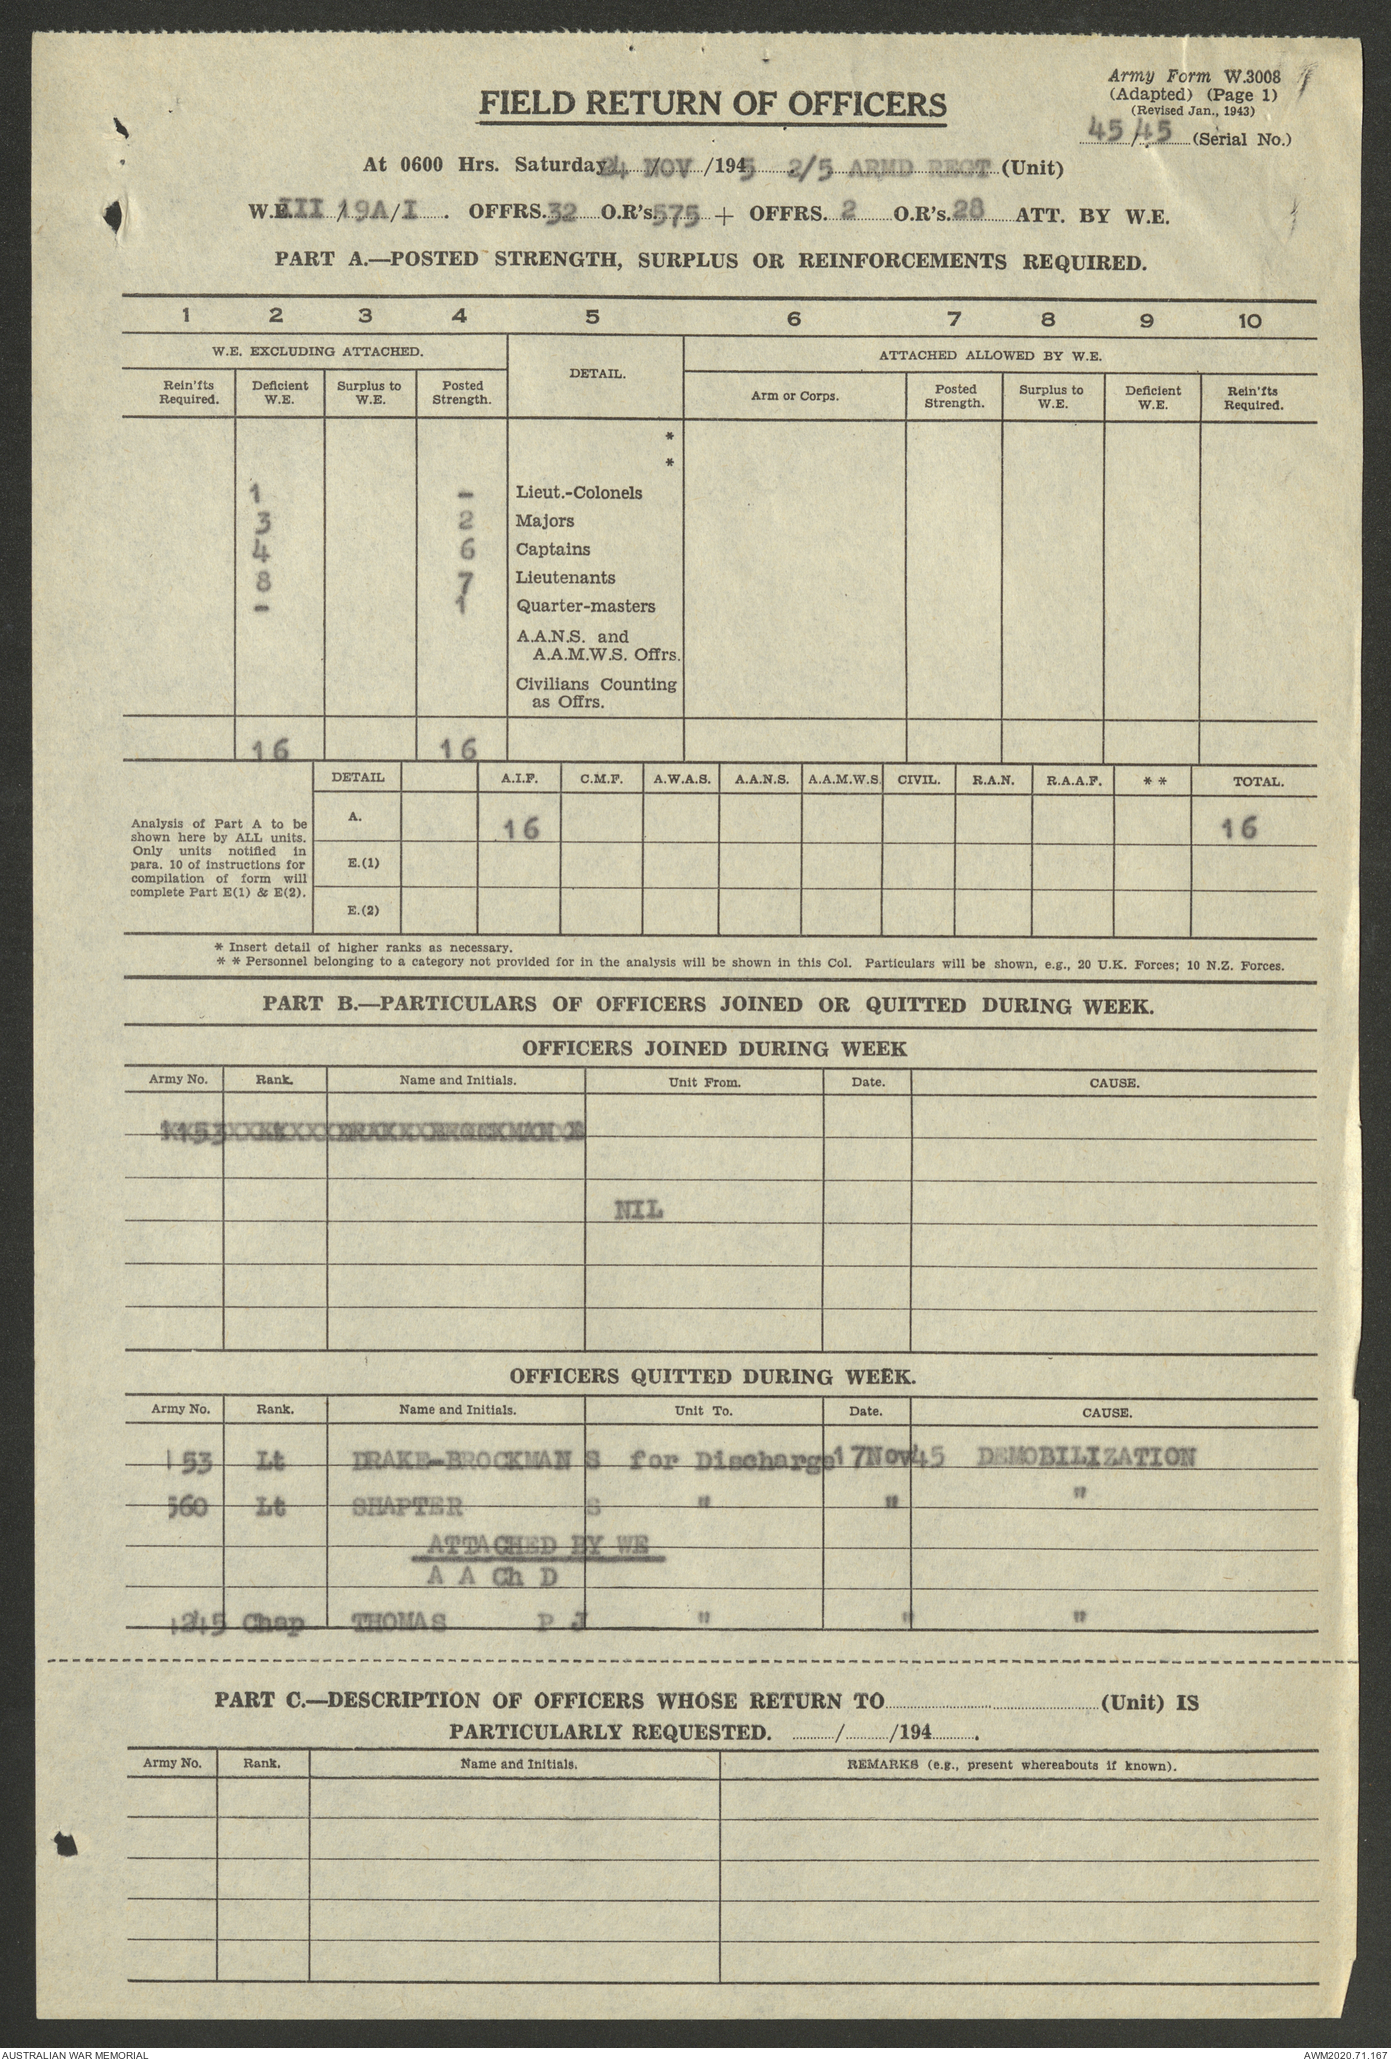 Army Form W.3008
(Adapted) (Page 1)
(Revised Jan., 1943)
FIELD RETURN OF OFFICERS
45/45 (Serial No.)
At 0600 Hrs. Saturday 24 / NOV /1945 2/5 ARMD REGT (Unit)
W.E. III /19A/I . OFFRS. 32 O.R's. 575 + OFFRS. 2 O.R's. 28 ATT. BY W.E.
PART A.—POSTED STRENGTH, SURPLUS OR REINFORCEMENTS REQUIRED.
1 2 3 4 5 6 7 8 9 10
W.E. EXCLUDING ATTACHED. DETAIL. ATTACHED ALLOWED BY W.E.
Rein'fts Required. Deficient W.E. Surplus to W.E. Posted Strength. Arm or Corps. Posted Strength. Surplus to W.E. Deficient W.E. Rein'fts Required.
*
*
1 - Lieut.-Colonels
3 2 Majors
4 6 Captains
8 7 Lieutenants
- 1 Quarter-masters
A.A.N.S. and
A.A.M.W.S. Offrs.
Civilians Counting
as Offrs.
16 16
DETAIL A.I.F. C.M.F. A.W.A.S. A.A.N.S. A.A.M.W.S. CIVIL. R.A.N. R.A.A.F. * * TOTAL.
Analysis of Part A to be
shown here by ALL units.
Only units notified in
para. 10 of instructions for
compilation of form will
complete Part E(1) & E(2).
A. 16 16
E.(1)
E.(2)
* Insert detail of higher ranks as necessary.
* * Personnel belonging to a category not provided for in the analysis will be shown in this Col. Particulars will be shown, e.g., 20 U.K. Forces; 10 N.Z. Forces.
PART B.—PARTICULARS OF OFFICERS JOINED OR QUITTED DURING WEEK.
OFFICERS JOINED DURING WEEK
Army No. Rank. Name and Initials. Unit From. Date. CAUSE.
NIL
OFFICERS QUITTED DURING WEEK.
Army No. Rank. Name and Initials. Unit To. Date. CAUSE.
153 Lt DRAKE-BROCKMAN S for Discharge 17Nov45 DEMOBILIZATION
560 Lt SHAPTER S " " "
ATTACHED BY WE
A A Ch D
245 Chap THOMAS P J " " "
PART C.—DESCRIPTION OF OFFICERS WHOSE RETURN TO (Unit) IS
PARTICULARLY REQUESTED. / /194 .
Army No. Rank. Name and Initials. REMARKS (e.g., present whereabouts if known).
AUSTRALIAN WAR MEMORIAL AWM2020.71.167